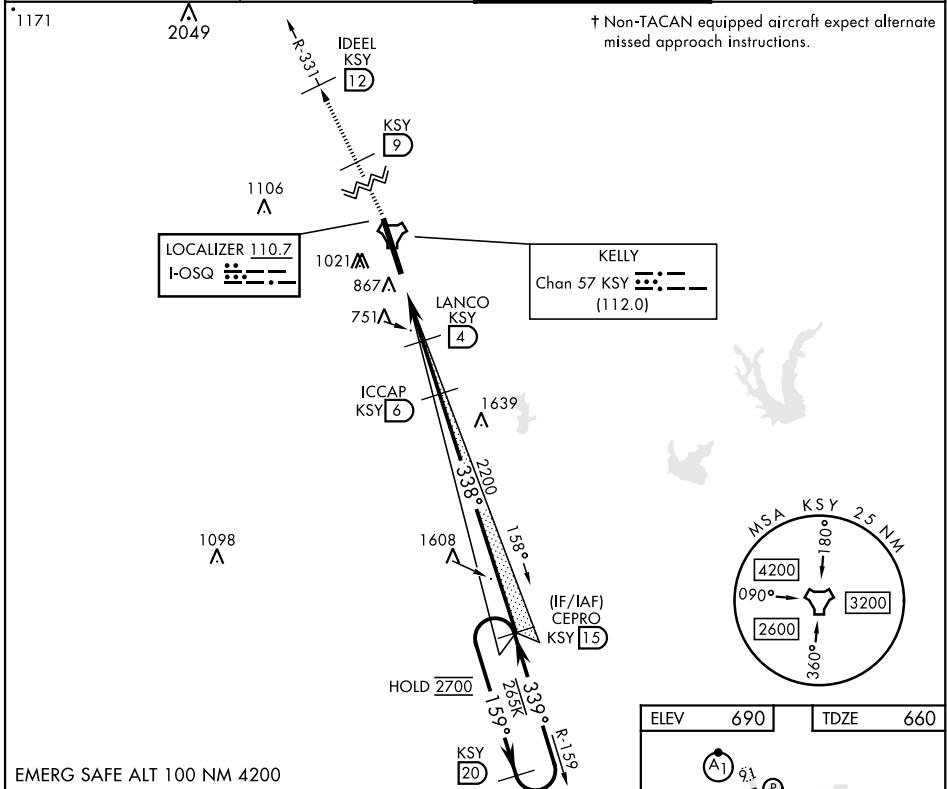 1171
2049
† Non-TACAN equipped aircraft expect alternate
missed approach instructions.
R-331
IDEEL
KSY
12
KSY
9
1106
LOCALIZER 110.7
I-OSQ
1021
867
751
KELLY
Chan 57 KSY
(112.0)
LANCO
KSY
4
ICCAP
KSY 6
1639
2200
338°
158°
1098
1608
(IF/IAF)
CEPRO
KSY 15
MSA KSY 25 NM
180°
4200
090°
3200
2600
360°
HOLD 2700
159°
265K
339°
R-159
KSY
20
ELEV 690
TDZE 660
A1
P
EMERG SAFE ALT 100 NM 4200